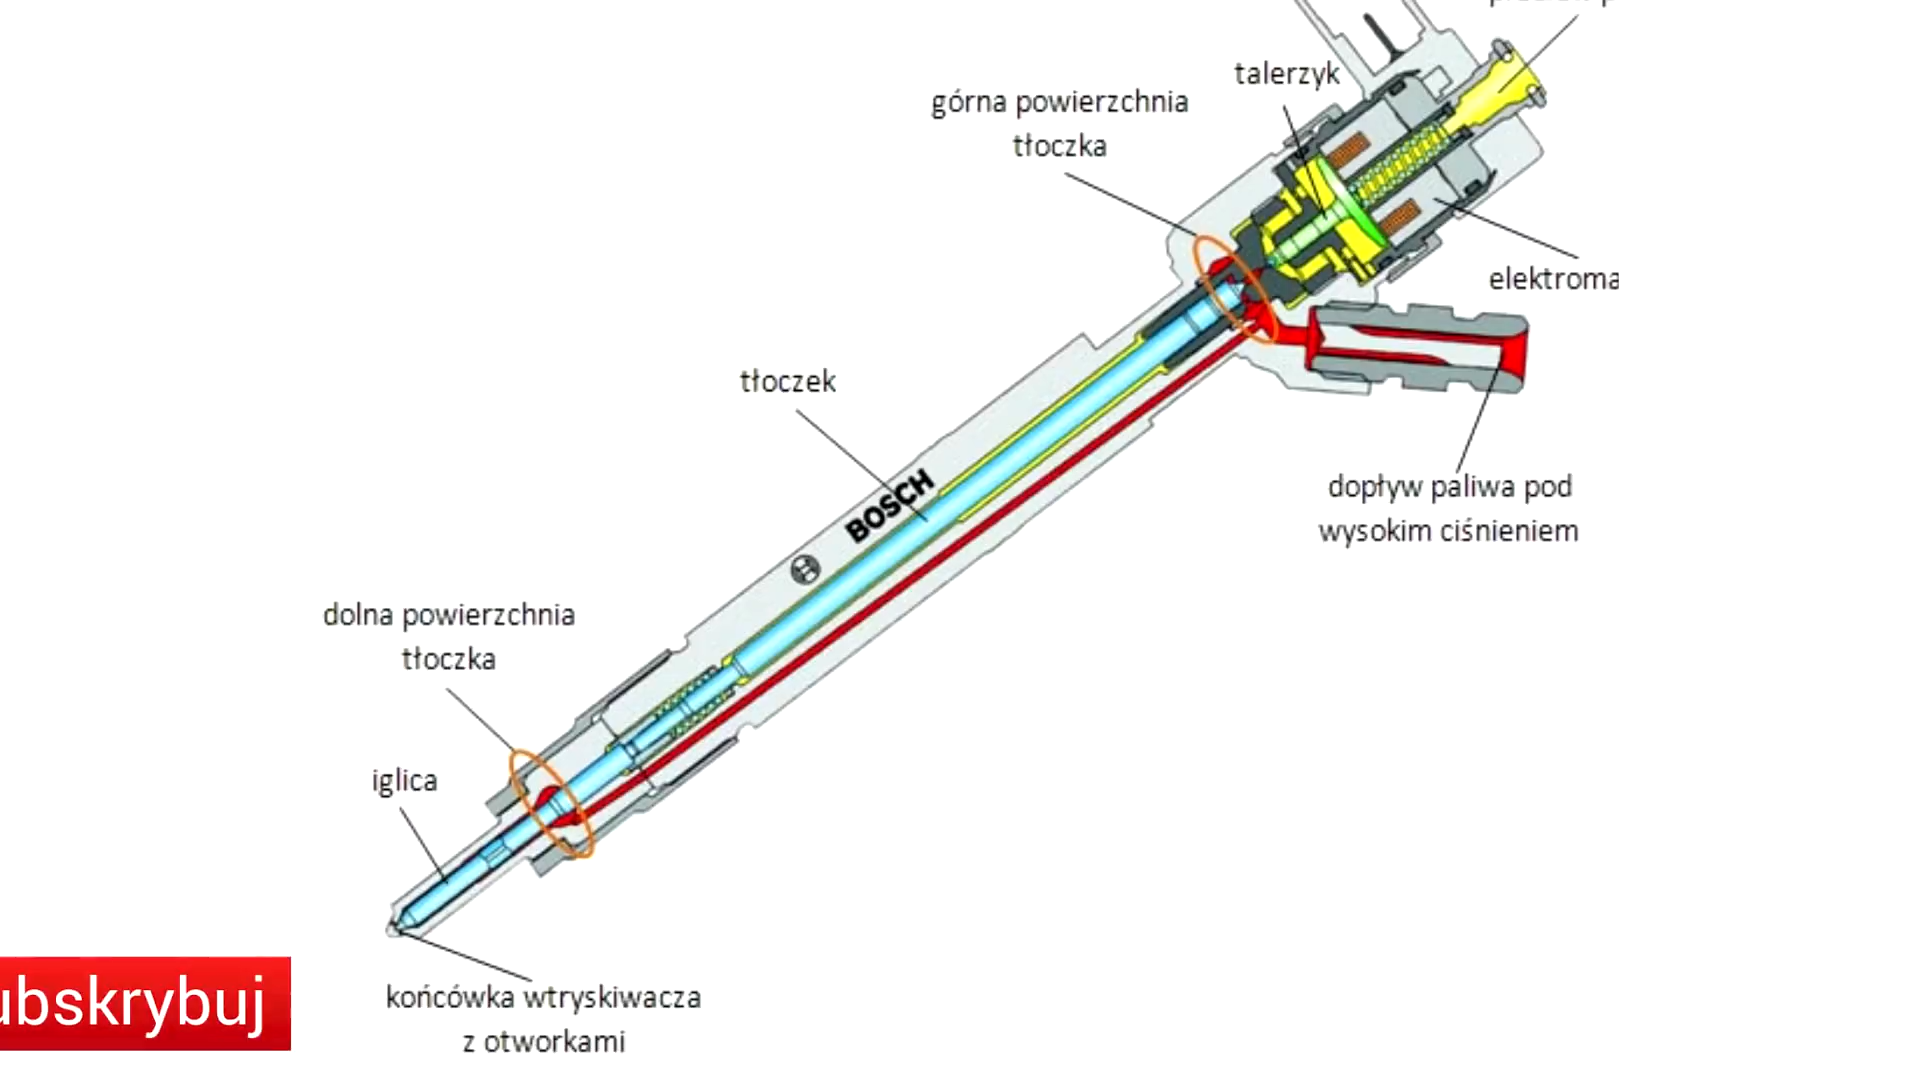 talerzyk
górna powierzchnia
tłoczka
elektroma
tłoczek
dopływ paliwa pod
wysokim ciśnieniem
BOSCH
dolna powierzchnia
tłoczka
iglica
końcówka wtryskiwacza
z otworkami
ubskrybuj